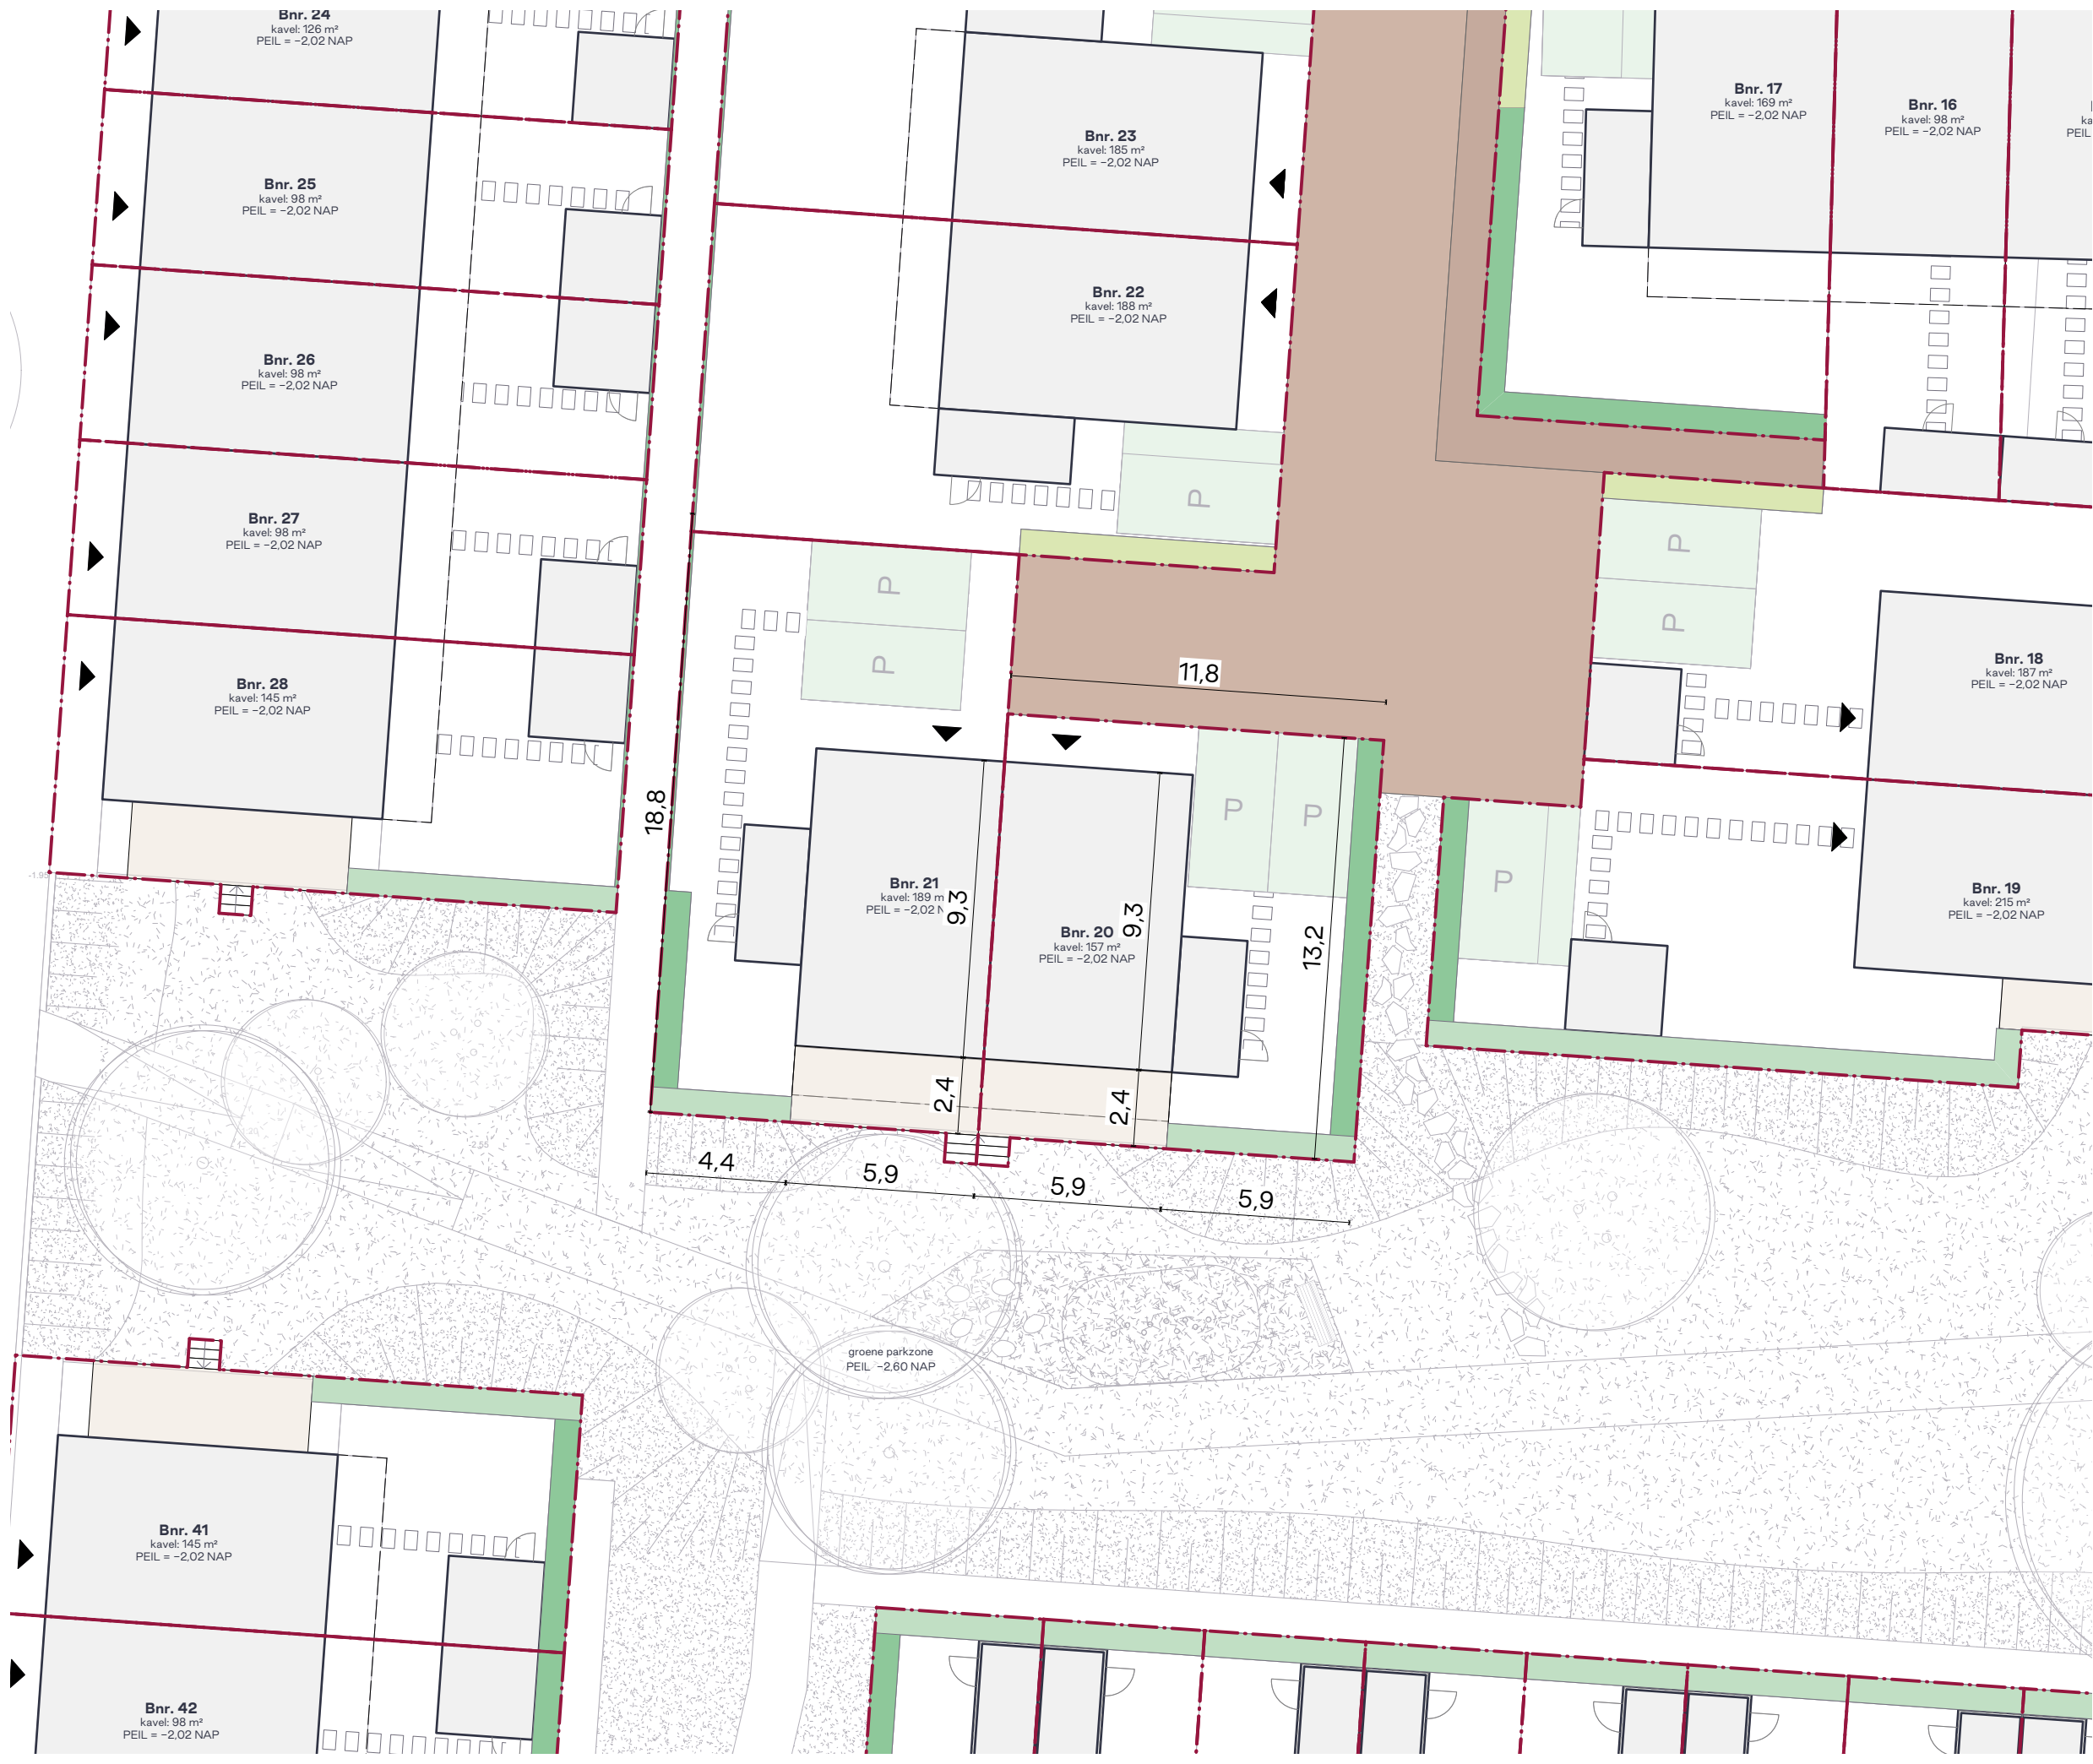 Bnr. 24
kavel: 126 m²
PEIL = −2,02 NAP
Bnr. 25
kavel: 98 m²
PEIL = −2,02 NAP
Bnr. 26
kavel: 98 m²
PEIL = −2,02 NAP
Bnr. 27
kavel: 98 m²
PEIL = −2,02 NAP
Bnr. 28
kavel: 145 m²
PEIL = −2,02 NAP
Bnr. 23
kavel: 185 m²
PEIL = −2,02 NAP
Bnr. 22
kavel: 188 m²
PEIL = −2,02 NAP
P
Bnr. 17
kavel: 169 m²
PEIL = −2,02 NAP
Bnr. 16
kavel: 98 m²
PEIL = −2,02 NAP
ka
PEIL
P
P
P
P
11,8
Bnr. 18
kavel: 187 m²
PEIL = −2,02 NAP
18,8
P
P
P
Bnr. 21
kavel: 189 m
PEIL = −2,02 N
9,3
Bnr. 20
kavel: 157 m²
PEIL = −2,02 NAP
9,3
13,2
Bnr. 19
kavel: 215 m²
PEIL = −2,02 NAP
2,4
2,4
4,4
5,9
5,9
5,9
groene parkzone
PEIL −2,60 NAP
Bnr. 41
kavel: 145 m²
PEIL = −2,02 NAP
Bnr. 42
kavel: 98 m²
PEIL = −2,02 NAP